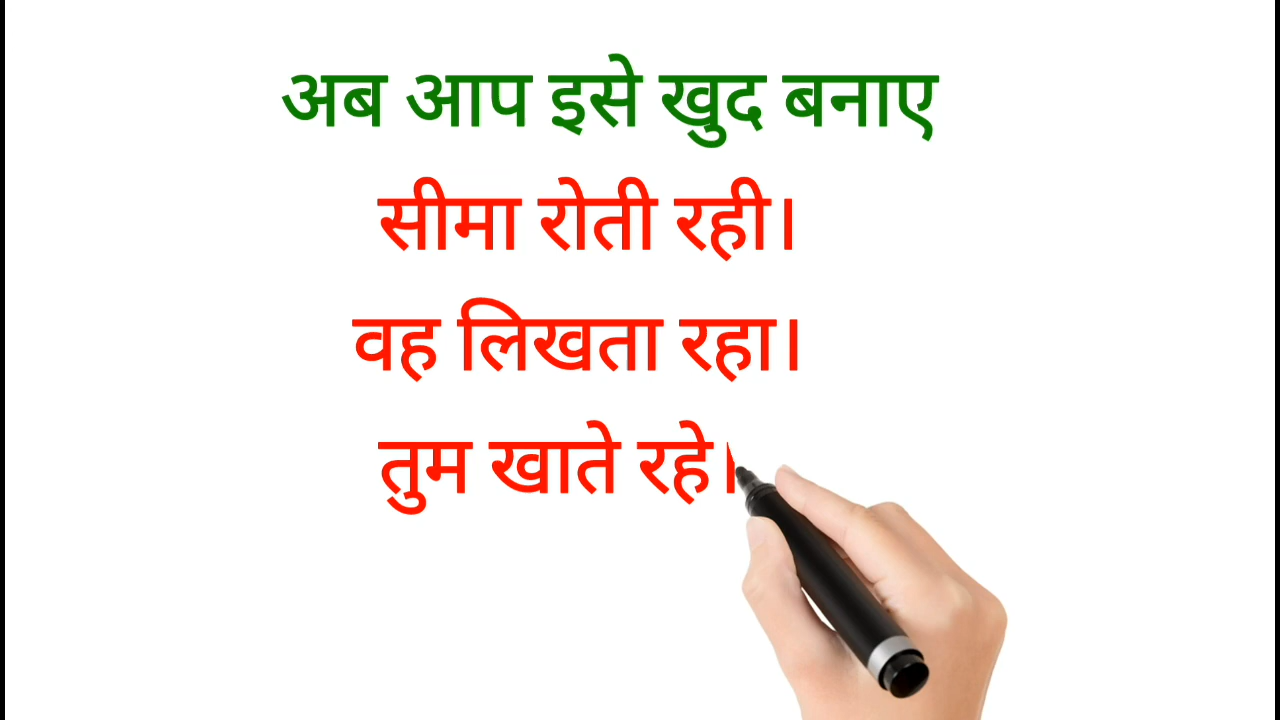 अब आप इसे खुद बनाए
सीमा रोती रही।
वह लिखता रहा।
तुम खाते रहे।